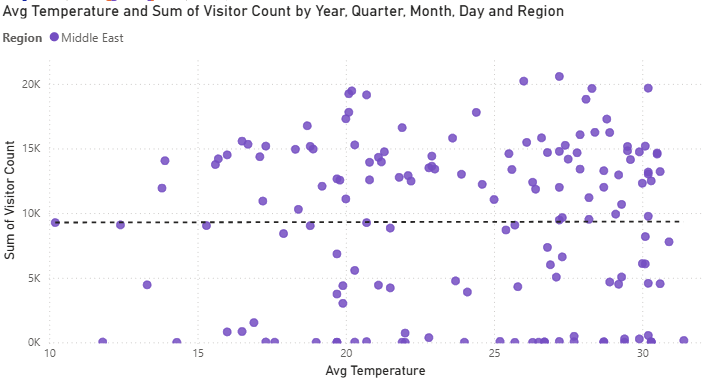 Avg Temperature and Sum of Visitor Count by Year, Quarter, Month, Day and Region
Region Middle East
20K
15K
10K
5K
0K
Sum of Visitor Count
10 15 20 25 30
Avg Temperature